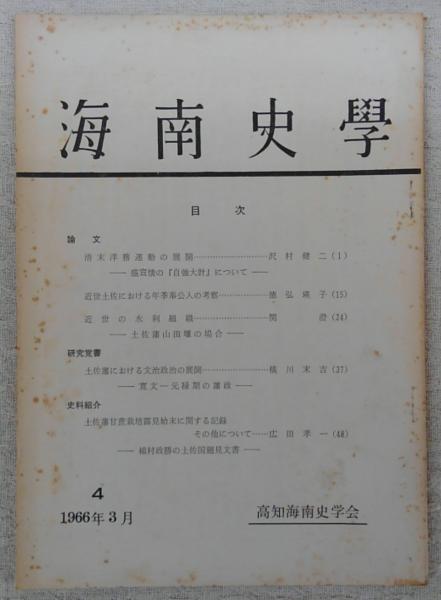 海南史學
目次
論文
清末洋務運動の展開……………………沢村健二(1)
―― 盛宣懐の『自強大計』について ――
近世土佐における年季奉公人の考察……………徳弘瑛子(15)
近世の水利組織……………………関澄(24)
―― 土佐藩山田堰の場合 ――
研究覚書
土佐藩における文治政治の展開……………横川末吉(37)
―― 寛文―元禄期の藩政 ――
史料紹介
土佐藩甘蔗栽培露見始末に関する記録
その他について……広田孝一(48)
―― 植村政勝の土佐国廻見文書 ――
4
1966年3月
高知海南史学会